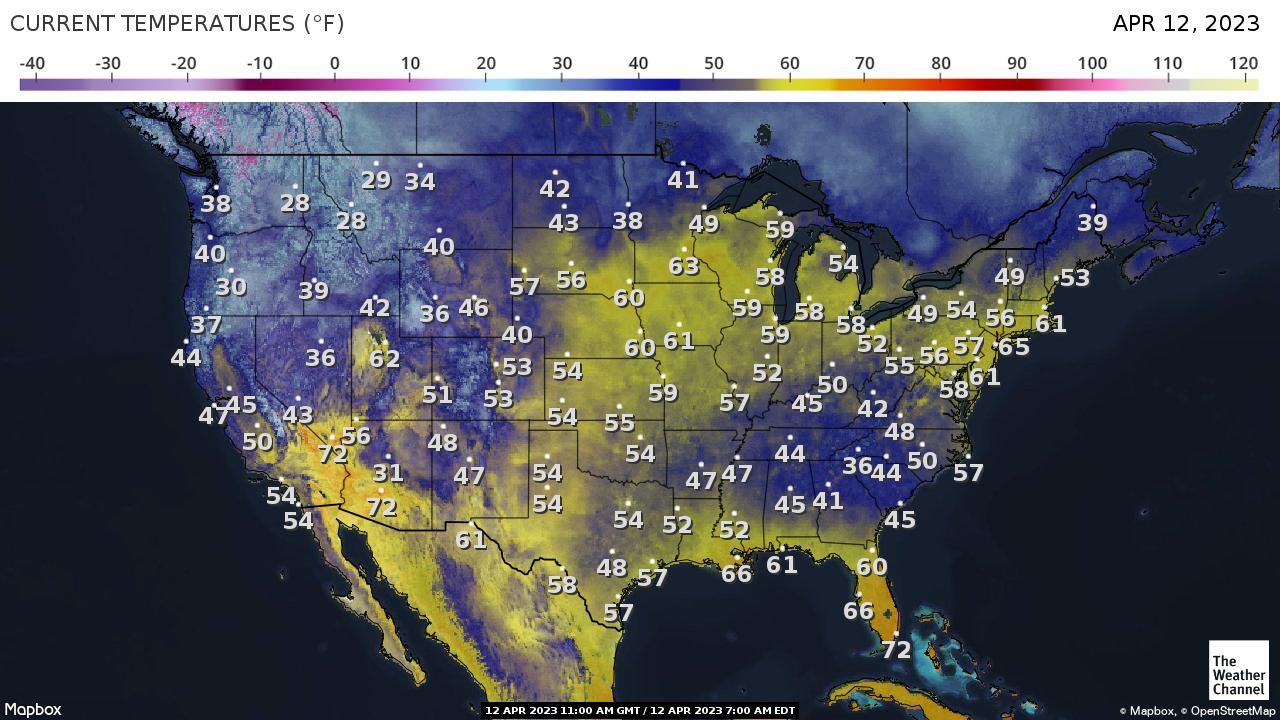 CURRENT TEMPERATURES (°F) APR 12, 2023
-40 -30 -20 -10 0 10 20 30 40 50 60 70 80 90 100 110 120
29 34 42 41
38 28 28 43 38 49 59 39
40 40 63 58 54 49 53
30 39 42 36 46 57 56 60 59 58 49 54 56 61
37 40 59 58 52
44 36 62 53 54 60 61 52 55 56 57 65
51 53 59 57 50 58 61
47 45 43 54 55 45 42
50 72 56 48 54 44 48 50
31 47 54 47 47 36 44 57
54 72 54 54 52 52 45 41 45
54 61
58 48 57 66 61 60
57 66
72
The
Weather
Channel
Mapbox
12 APR 2023 11:00 AM GMT / 12 APR 2023 7:00 AM EDT
© Mapbox, © OpenStreetMap